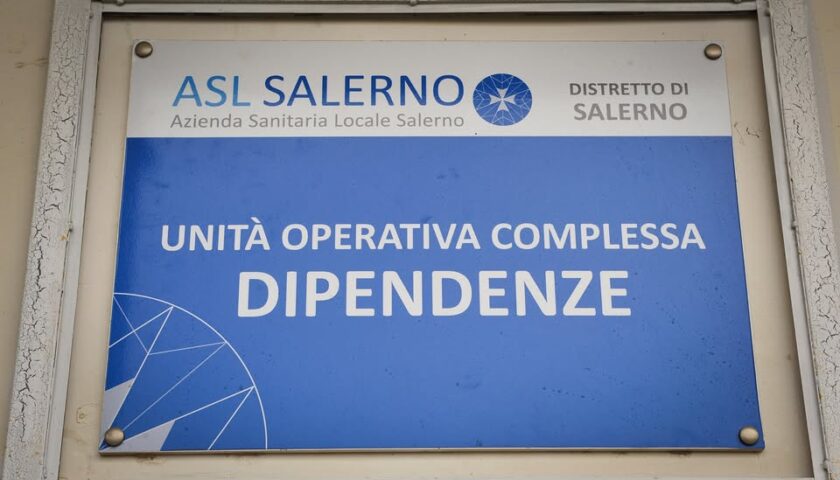 ASL SALERNO
Azienda Sanitaria Locale Salerno
DISTRETTO DI
SALERNO
UNITÀ OPERATIVA COMPLESSA
DIPENDENZE